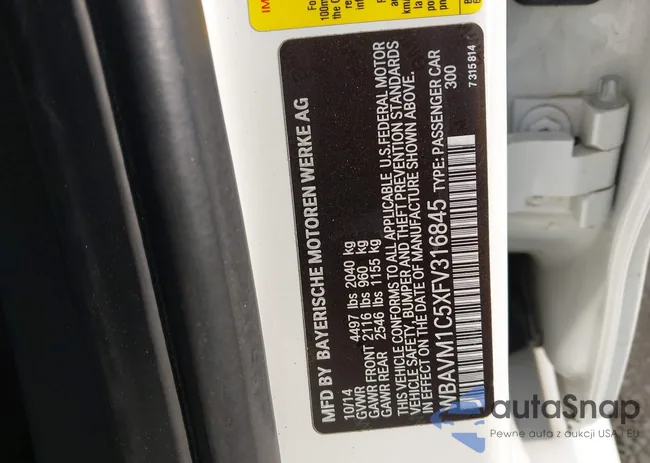 MFD BY BAYERISCHE MOTOREN WERKE AG
10/14
GVWR 4497 lbs 2040 kg
GAWR FRONT 2116 lbs 960 kg
GAWR REAR 2546 lbs 1155 kg
THIS VEHICLE CONFORMS TO ALL APPLICABLE U.S.FEDERAL MOTOR
VEHICLE SAFETY, BUMPER AND THEFT PREVENTION STANDARDS
IN EFFECT ON THE DATE OF MANUFACTURE SHOWN ABOVE.
WBAVM1C5XFV316845 TYPE: PASSENGER CAR
300
7315814
autoSnap
Pewne auta z aukcji USA i EU